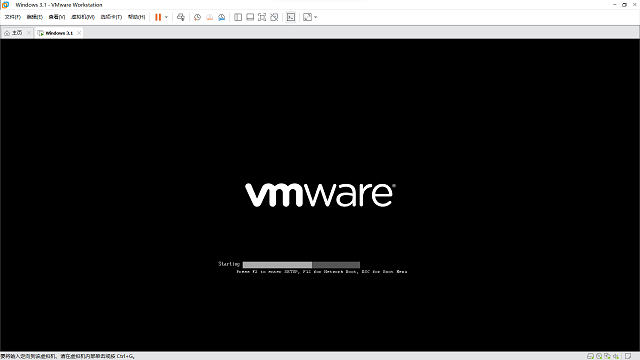 Windows 3.1 - VMware Workstation
文件(F) 编辑(E) 查看(V) 虚拟机(M) 选项卡(T) 帮助(H)
主页 Windows 3.1
vmware®
Starting
Press F2 to enter SETUP, F12 for Network Boot, ESC for Boot Menu
要将输入定向到该虚拟机，请在虚拟机内部单击或按 Ctrl+G。